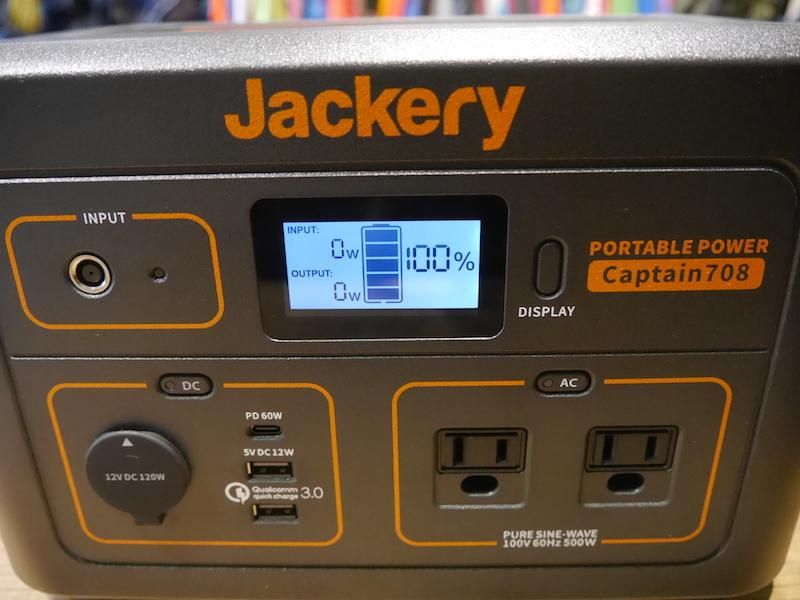 Jackery
INPUT
INPUT:
0W
100%
OUTPUT:
0W
DISPLAY
PORTABLE POWER
Captain708
DC
12V DC 120W
PD 60W
5V DC 12W
Qualcomm
quick charge 3.0
AC
PURE SINE-WAVE
100V 60Hz 500W